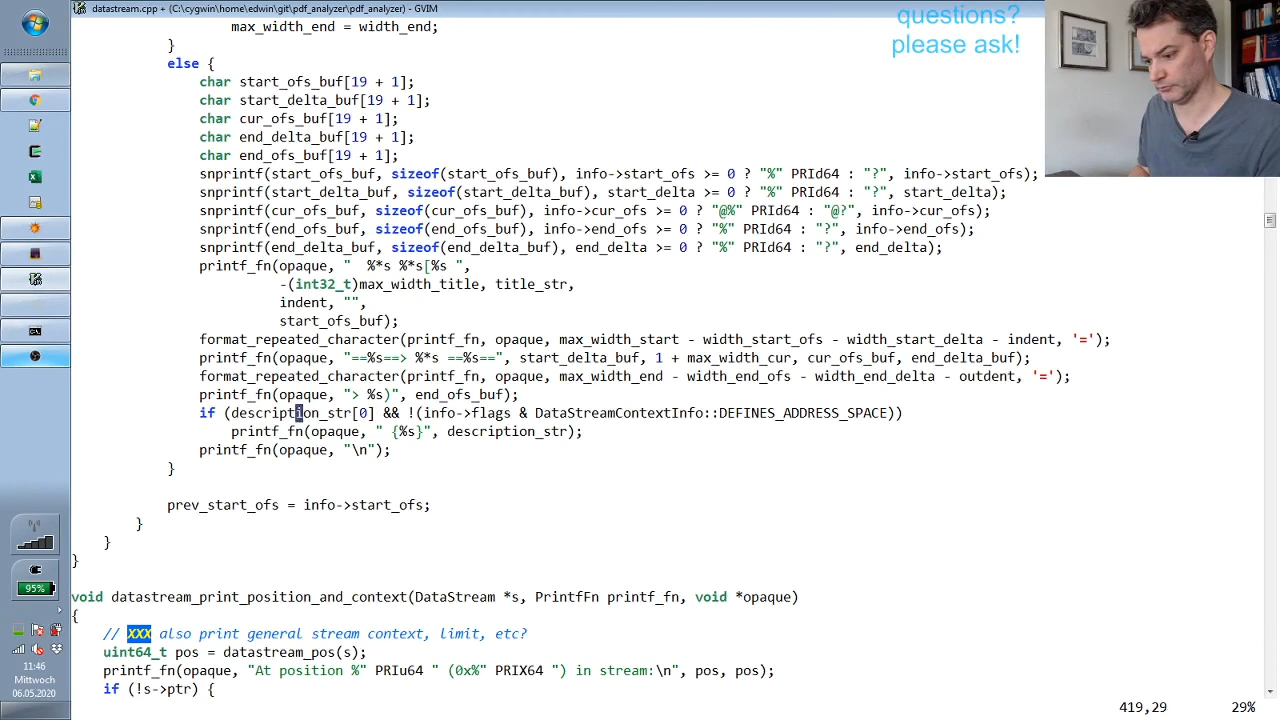 datastream.cpp + (C:\cygwin\home\edwin\git\pdf_analyzer\pdf_analyzer) - GVIM
questions?
please ask!
max_width_end = width_end;
}
else {
char start_ofs_buf[19 + 1];
char start_delta_buf[19 + 1];
char cur_ofs_buf[19 + 1];
char end_delta_buf[19 + 1];
char end_ofs_buf[19 + 1];
snprintf(start_ofs_buf, sizeof(start_ofs_buf), info->start_ofs >= 0 ? "%" PRId64 : "?", info->start_ofs);
snprintf(start_delta_buf, sizeof(start_delta_buf), start_delta >= 0 ? "%" PRId64 : "?", start_delta);
snprintf(cur_ofs_buf, sizeof(cur_ofs_buf), info->cur_ofs >= 0 ? "@%" PRId64 : "@?", info->cur_ofs);
snprintf(end_ofs_buf, sizeof(end_ofs_buf), info->end_ofs >= 0 ? "%" PRId64 : "?", info->end_ofs);
snprintf(end_delta_buf, sizeof(end_delta_buf), end_delta >= 0 ? "%" PRId64 : "?", end_delta);
printf_fn(opaque, "  %*s %*s[%s ",
-(int32_t)max_width_title, title_str,
indent, "",
start_ofs_buf);
format_repeated_character(printf_fn, opaque, max_width_start - width_start_ofs - width_start_delta - indent, '=');
printf_fn(opaque, "==%s==> %*s ==%s==", start_delta_buf, 1 + max_width_cur, cur_ofs_buf, end_delta_buf);
format_repeated_character(printf_fn, opaque, max_width_end - width_end_ofs - width_end_delta - outdent, '=');
printf_fn(opaque, "> %s)", end_ofs_buf);
if (description_str[0] && !(info->flags & DataStreamContextInfo::DEFINES_ADDRESS_SPACE))
printf_fn(opaque, " {%s}", description_str);
printf_fn(opaque, "\n");
}
prev_start_ofs = info->start_ofs;
}
}
}
void datastream_print_position_and_context(DataStream *s, PrintfFn printf_fn, void *opaque)
{
// XXX also print general stream context, limit, etc?
uint64_t pos = datastream_pos(s);
printf_fn(opaque, "At position %" PRIu64 " (0x%" PRIX64 ") in stream:\n", pos, pos);
if (!s->ptr) {
419,29 29%
95%
11:46
Mittwoch
06.05.2020